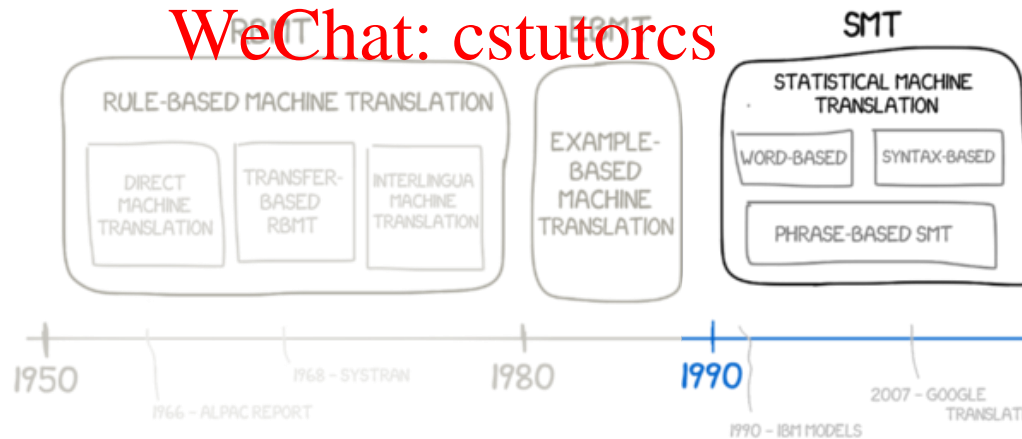 RBMT
EBMT
SMT
WeChat: cstutorcs
RULE-BASED MACHINE TRANSLATION
DIRECT
MACHINE
TRANSLATION
TRANSFER-
BASED
RBMT
INTERLINGUA
MACHINE
TRANSLATION
EXAMPLE-
BASED
MACHINE
TRANSLATION
STATISTICAL MACHINE
TRANSLATION
WORD-BASED
SYNTAX-BASED
PHRASE-BASED SMT
1950
1980
1990
1966 - ALPAC REPORT
1968 - SYSTRAN
1990 - IBM MODELS
2007 - GOOGLE
TRANSLAT